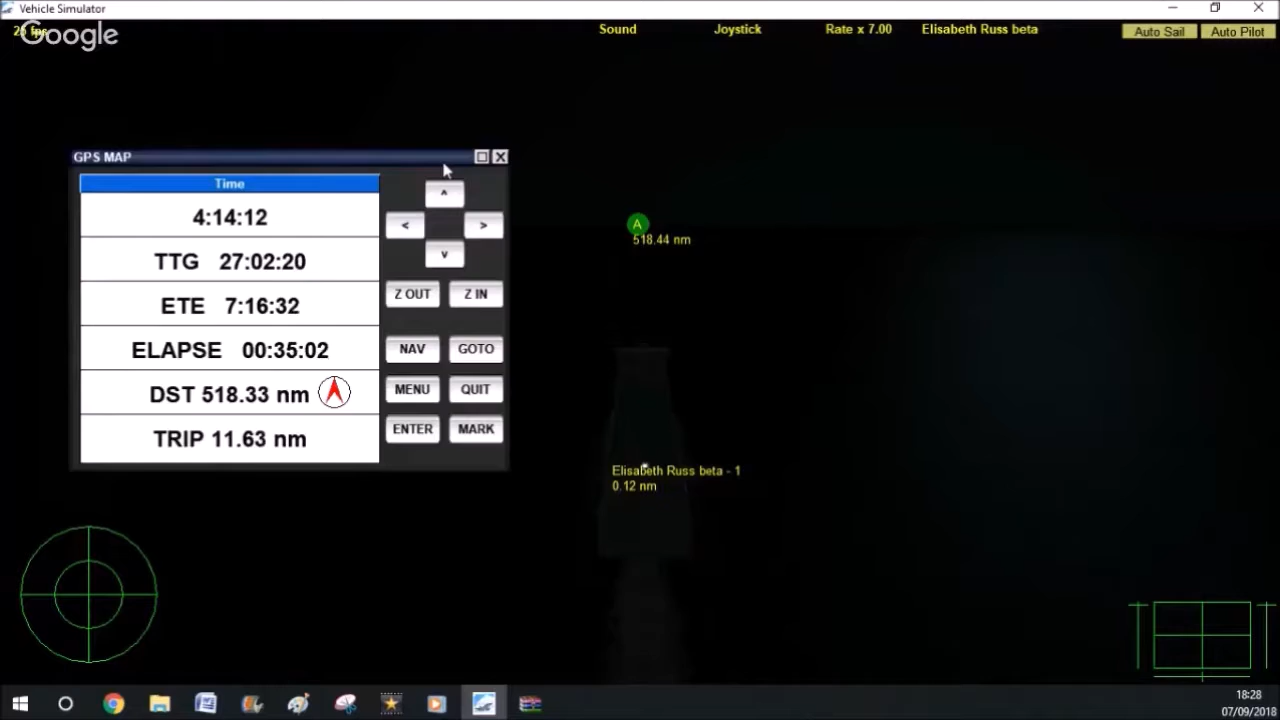 Vehicle Simulator
Google
Sound Joystick Rate x 7.00 Elisabeth Russ beta Auto Sail Auto Pilot
GPS MAP
Time
4:14:12
TTG 27:02:20
ETE 7:16:32
ELAPSE 00:35:02
DST 518.33 nm
TRIP 11.63 nm
^
< >
v
Z OUT Z IN
NAV GOTO
MENU QUIT
ENTER MARK
A
518.44 nm
Elisabeth Russ beta - 1
0.12 nm
18:28
07/09/2018